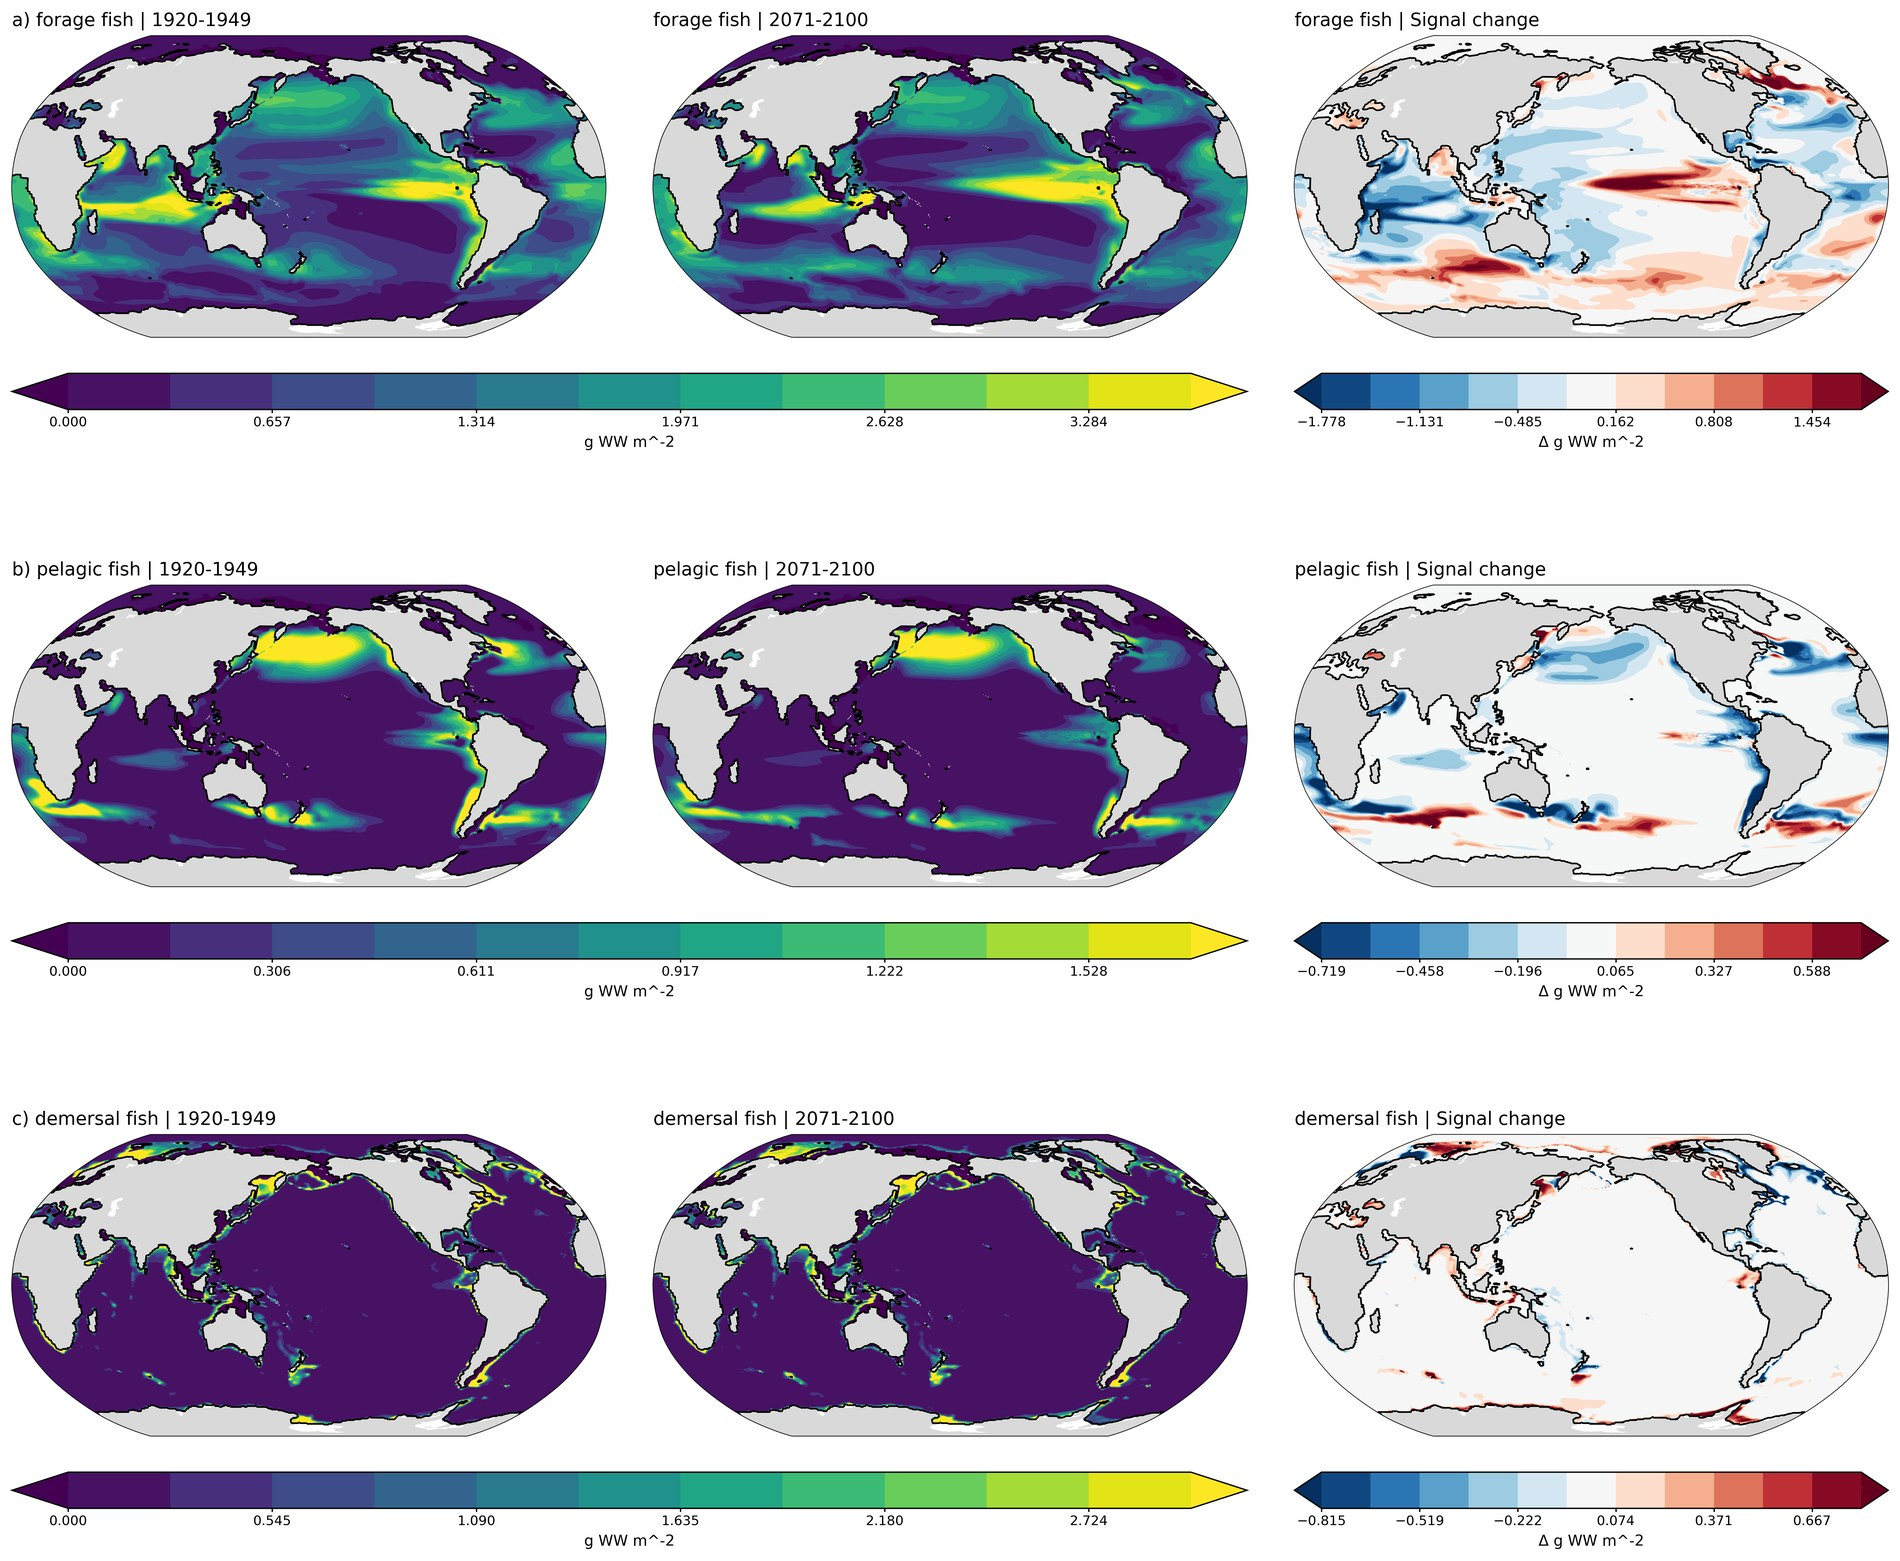 a) forage fish | 1920-1949
forage fish | 2071-2100
forage fish | Signal change
0.000 0.657 1.314 1.971 2.628 3.284
g WW m^-2
−1.778 −1.131 −0.485 0.162 0.808 1.454
Δ g WW m^-2
b) pelagic fish | 1920-1949
pelagic fish | 2071-2100
pelagic fish | Signal change
0.000 0.306 0.611 0.917 1.222 1.528
g WW m^-2
−0.719 −0.458 −0.196 0.065 0.327 0.588
Δ g WW m^-2
c) demersal fish | 1920-1949
demersal fish | 2071-2100
demersal fish | Signal change
0.000 0.545 1.090 1.635 2.180 2.724
g WW m^-2
−0.815 −0.519 −0.222 0.074 0.371 0.667
Δ g WW m^-2